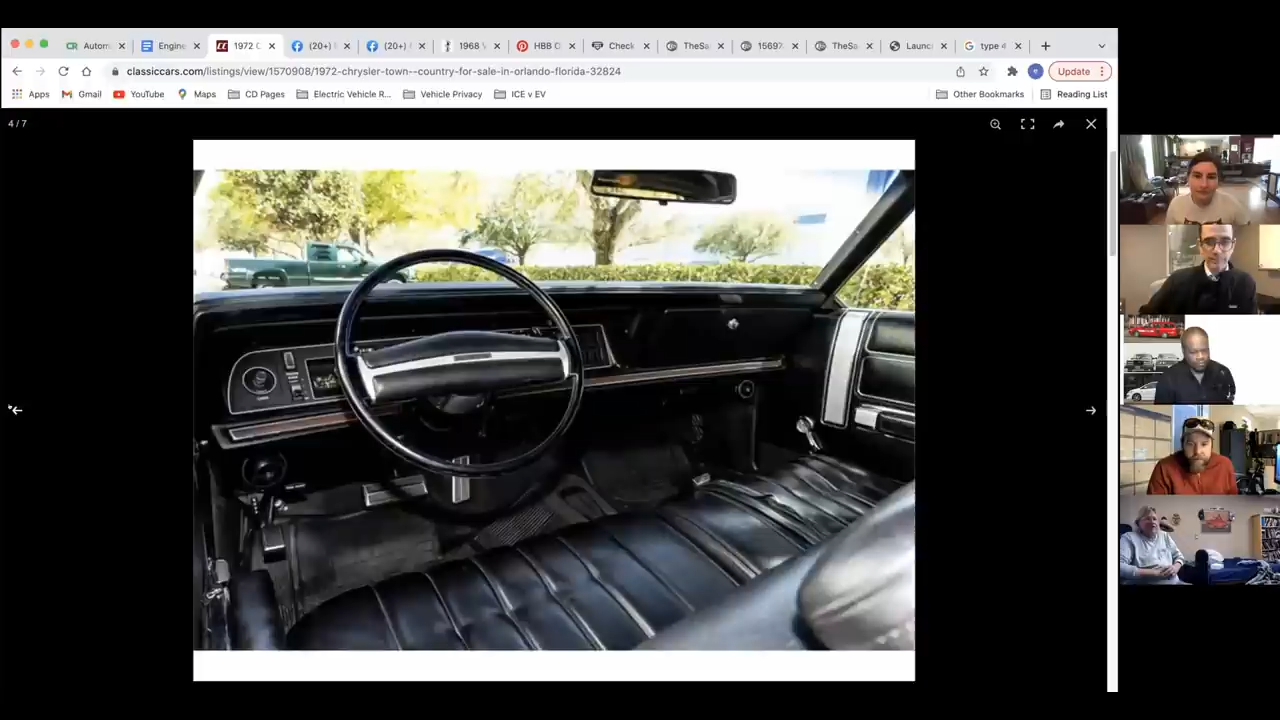 Autom
Engine
1972 C
(20+)
(20+)
1968
HBB C
Check
TheSa
1569
TheSa
Launc
type 4
classiccars.com/listings/view/1570908/1972-chrysler-town--country-for-sale-in-orlando-florida-32824
Update
Apps
Gmail
YouTube
Maps
CD Pages
Electric Vehicle R...
Vehicle Privacy
ICE v EV
Other Bookmarks
Reading List
4 / 7